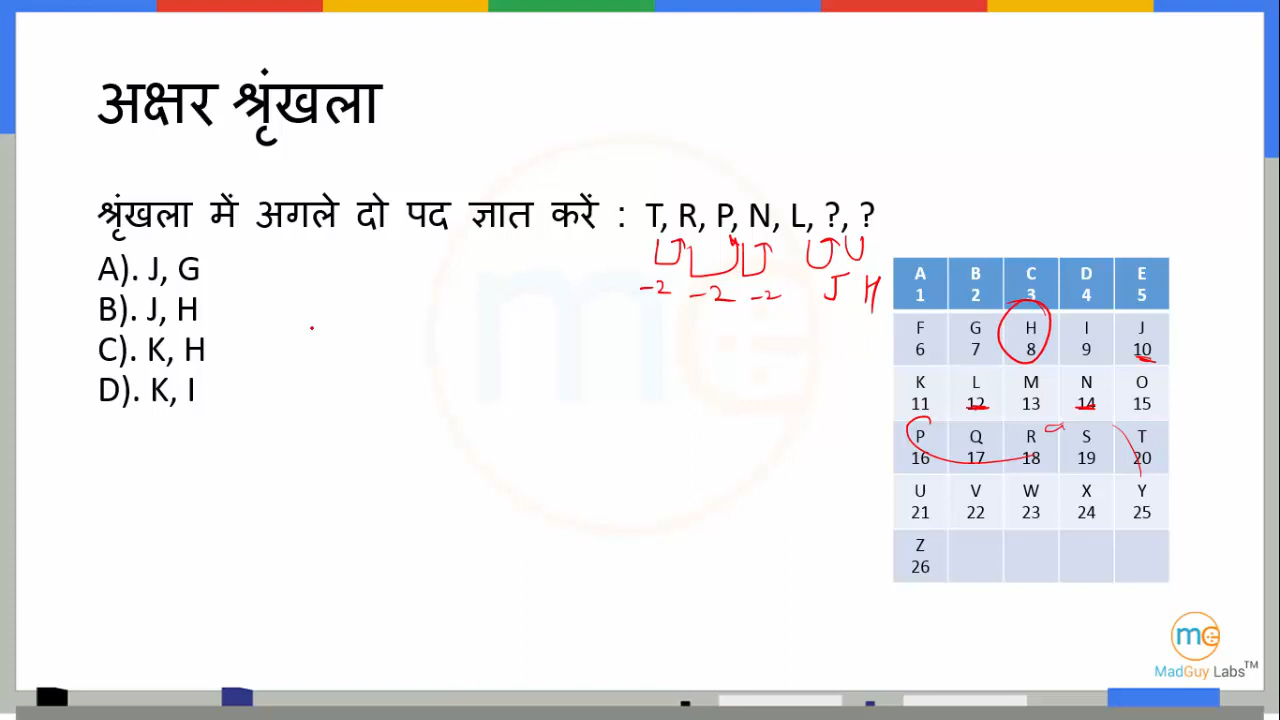 अक्षर श्रृंखला
श्रृंखला में अगले दो पद ज्ञात करें : T, R, P, N, L, ?, ?
A). J, G
B). J, H
C). K, H
D). K, I
-2 -2 -2 J H
A B C D E
1 2 3 4 5
F G H I J
6 7 8 9 10
K L M N O
11 12 13 14 15
P Q R S T
16 17 18 19 20
U V W X Y
21 22 23 24 25
Z
26
me
MadGuy Labs™